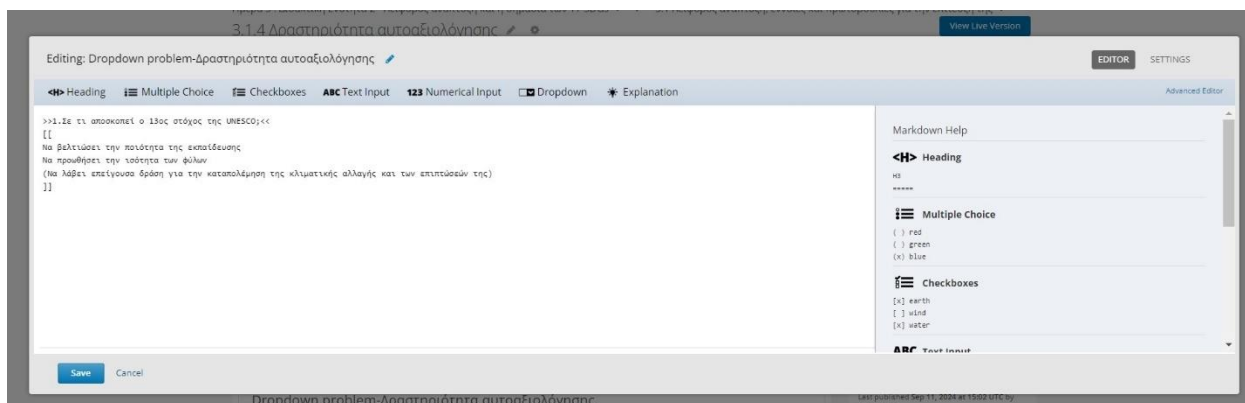 3.1.4 Δραστηριότητα αυτοαξιολόγησης
View Live Version
Editing: Dropdown problem-Δραστηριότητα αυτοαξιολόγησης
EDITOR SETTINGS
<H> Heading Multiple Choice Checkboxes ABC Text Input 123 Numerical Input Dropdown Explanation
Advanced Editor
>>1.Σε τι αποσκοπεί ο 13ος στόχος της UNESCO;<<
[[
Να βελτιώσει την ποιότητα της εκπαίδευσης
Να προωθήσει την ισότητα των φύλων
(Να λάβει επείγουσα δράση για την καταπολέμηση της κλιματικής αλλαγής και των επιπτώσεών της)
]]
Markdown Help
<H> Heading
H3
=====
Multiple Choice
( ) red
( ) green
(x) blue
Checkboxes
[x] earth
[ ] wind
[x] water
ABC Text Input
Save Cancel
Dropdown problem-Δραστηριότητα αυτοαξιολόγησης
Last published Sep 11, 2024 at 15:02 UTC by